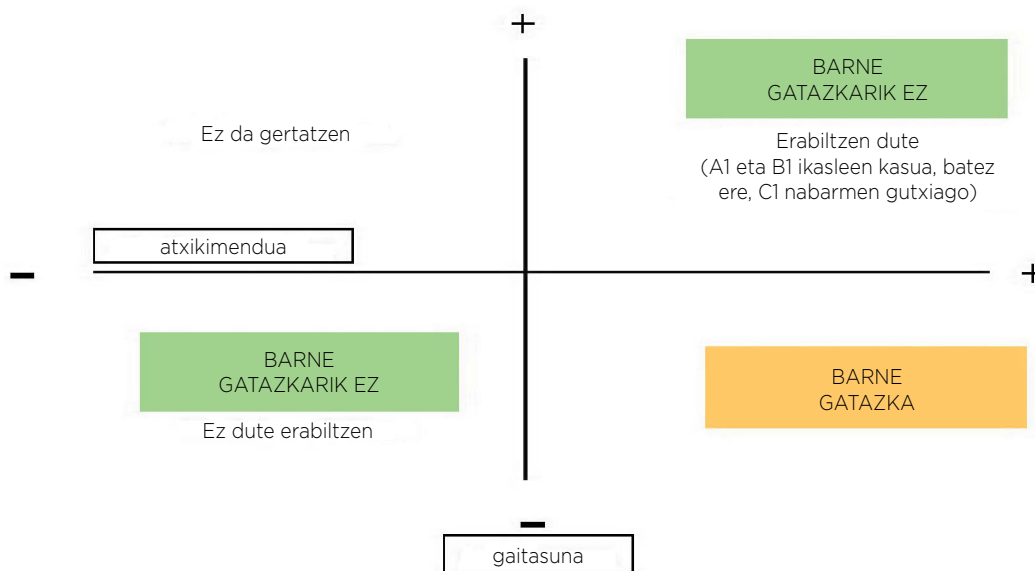 +
BARNE
GATAZKARIK EZ
Ez da gertatzen
Erabiltzen dute
(A1 eta B1 ikasleen kasua, batez
ere, C1 nabarmen gutxiago)
atxikimendua
-
+
BARNE
GATAZKARIK EZ
Ez dute erabiltzen
BARNE
GATAZKA
-
gaitasuna